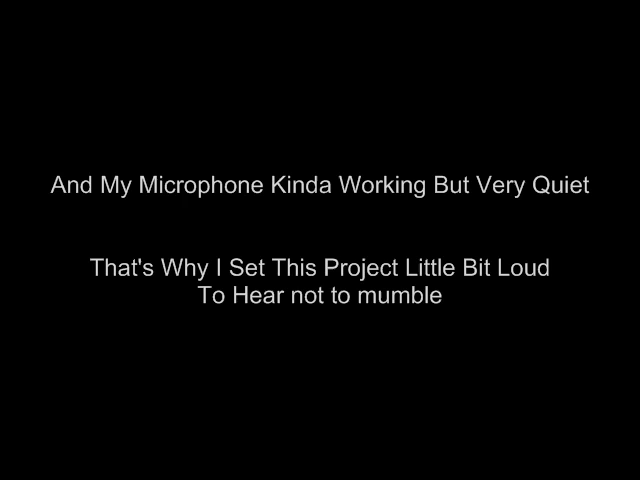 And My Microphone Kinda Working But Very Quiet
That's Why I Set This Project Little Bit Loud
To Hear not to mumble